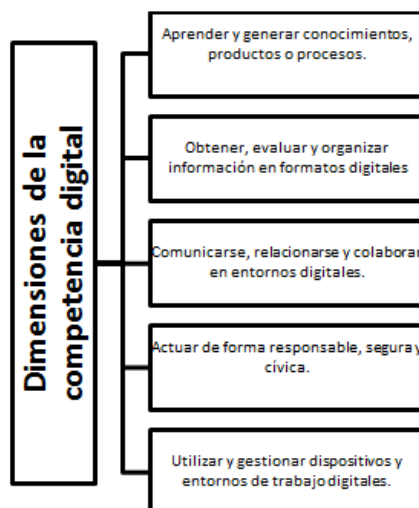 Dimensiones de la
competencia digital
Aprender y generar conocimientos,
productos o procesos.
Obtener, evaluar y organizar
información en formatos digitales
Comunicarse, relacionarse y colaborar
en entornos digitales.
Actuar de forma responsable, segura y
cívica.
Utilizar y gestionar dispositivos y
entornos de trabajo digitales.